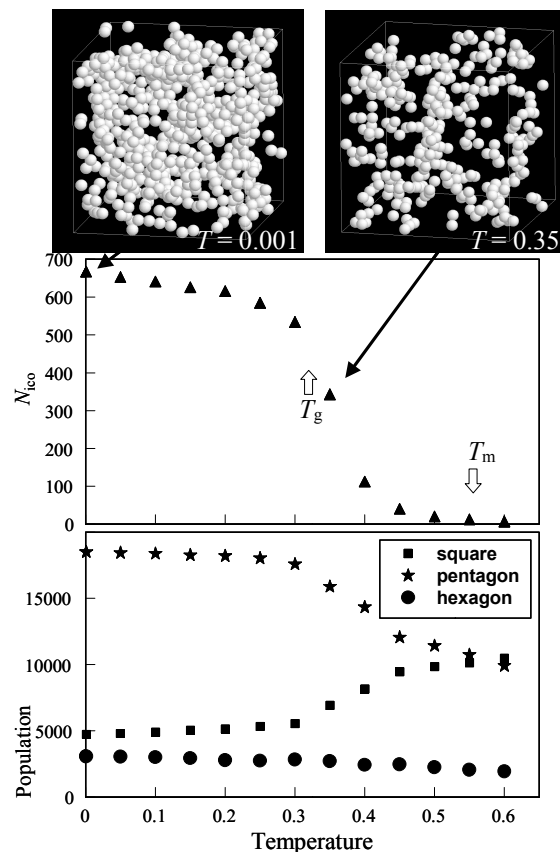 T = 0.001
T = 0.35
700
600
500
400
300
200
100
0
N_ico
T_g
T_m
square
pentagon
hexagon
15000
10000
5000
0
Population
0 0.1 0.2 0.3 0.4 0.5 0.6
Temperature